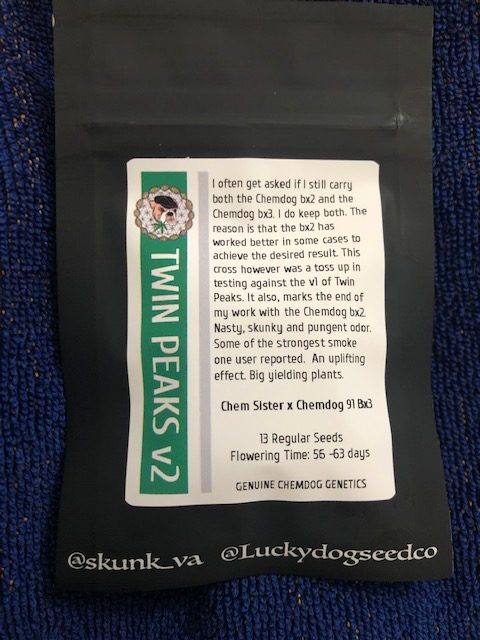 TWIN PEAKS v2
I often get asked if I still carry
both the Chemdog bx2 and the
Chemdog bx3. I do keep both. The
reason is that the bx2 has
worked better in some cases to
achieve the desired result. This
cross however was a toss up in
testing against the v1 of Twin
Peaks. It also, marks the end of
my work with the Chemdog bx2.
Nasty, skunky and pungent odor.
Some of the strongest smoke
one user reported. An uplifting
effect. Big yielding plants.
Chem Sister x Chemdog 91 Bx3
13 Regular Seeds
Flowering Time: 56 -63 days
GENUINE CHEMDOG GENETICS
@skunk_va @Luckydogseedco